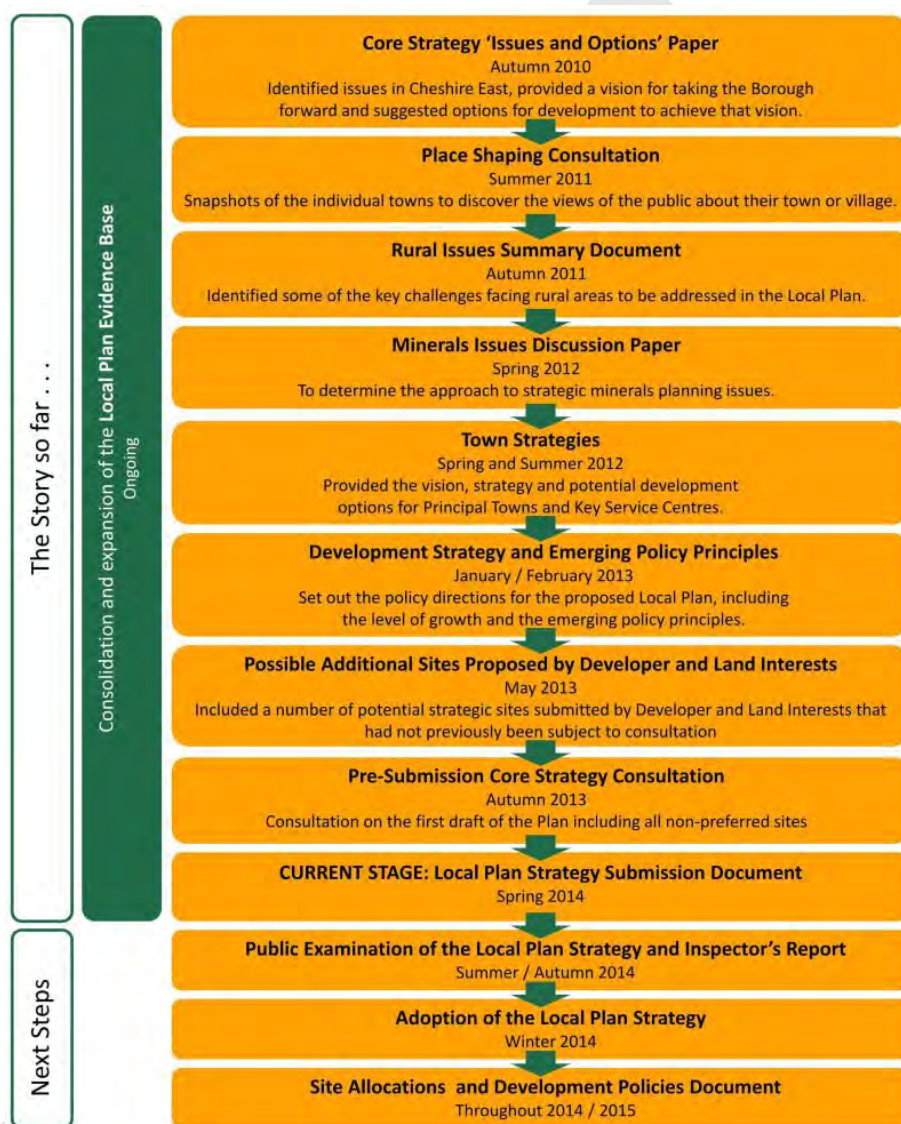 The Story so far . . .
Consolidation and expansion of the Local Plan Evidence Base
Ongoing
Core Strategy ‘Issues and Options’ Paper
Autumn 2010
Identified issues in Cheshire East, provided a vision for taking the Borough
forward and suggested options for development to achieve that vision.
Place Shaping Consultation
Summer 2011
Snapshots of the individual towns to discover the views of the public about their town or village.
Rural Issues Summary Document
Autumn 2011
Identified some of the key challenges facing rural areas to be addressed in the Local Plan.
Minerals Issues Discussion Paper
Spring 2012
To determine the approach to strategic minerals planning issues.
Town Strategies
Spring and Summer 2012
Provided the vision, strategy and potential development
options for Principal Towns and Key Service Centres.
Development Strategy and Emerging Policy Principles
January / February 2013
Set out the policy directions for the proposed Local Plan, including
the level of growth and the emerging policy principles.
Possible Additional Sites Proposed by Developer and Land Interests
May 2013
Included a number of potential strategic sites submitted by Developer and Land Interests that
had not previously been subject to consultation
Pre-Submission Core Strategy Consultation
Autumn 2013
Consultation on the first draft of the Plan including all non-preferred sites
CURRENT STAGE: Local Plan Strategy Submission Document
Spring 2014
Next Steps
Public Examination of the Local Plan Strategy and Inspector’s Report
Summer / Autumn 2014
Adoption of the Local Plan Strategy
Winter 2014
Site Allocations and Development Policies Document
Throughout 2014 / 2015